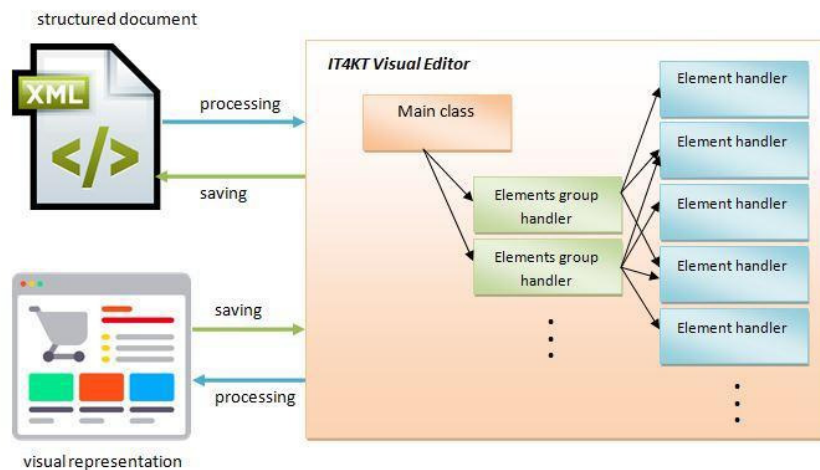 structured document
XML
</>
processing
saving
IT4KT Visual Editor
Main class
Elements group
handler
Elements group
handler
Element handler
Element handler
Element handler
Element handler
Element handler
saving
processing
visual representation